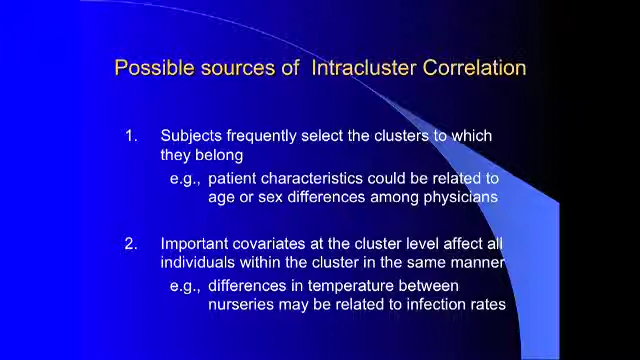 Possible sources of Intracluster Correlation
1. Subjects frequently select the clusters to which
they belong
e.g., patient characteristics could be related to
age or sex differences among physicians
2. Important covariates at the cluster level affect all
individuals within the cluster in the same manner
e.g., differences in temperature between
nurseries may be related to infection rates